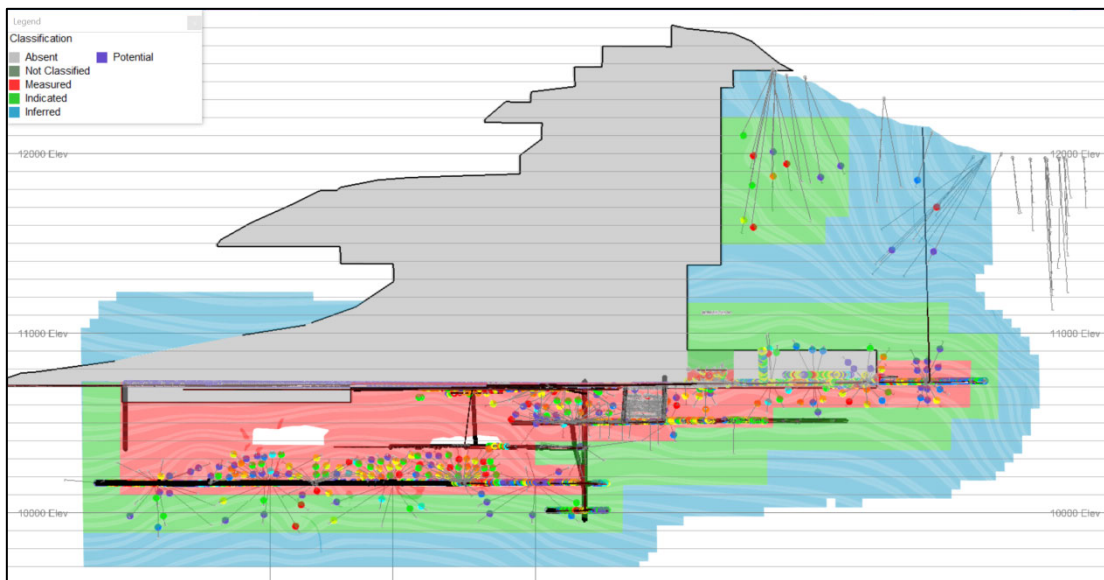 Legend
Classification
Absent Potential
Not Classified
Measured
Indicated
Inferred
12000 Elev 12000 Elev
11000 Elev 11000 Elev
10000 Elev 10000 Elev